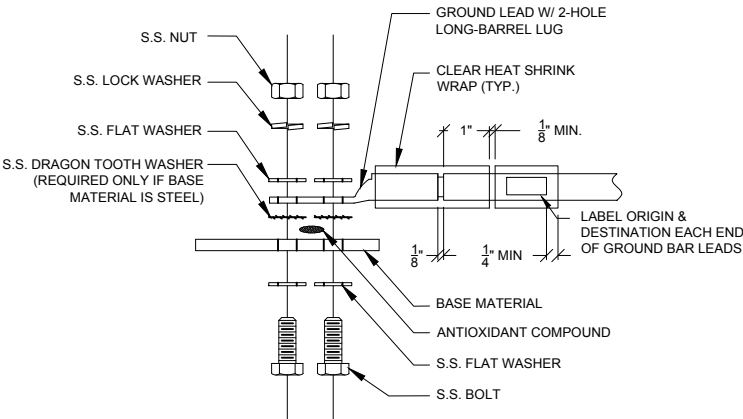 GROUND LEAD W/ 2-HOLE
LONG-BARREL LUG
S.S. NUT
CLEAR HEAT SHRINK
WRAP (TYP.)
S.S. LOCK WASHER
1"
1/8" MIN.
S.S. FLAT WASHER
S.S. DRAGON TOOTH WASHER
(REQUIRED ONLY IF BASE
MATERIAL IS STEEL)
LABEL ORIGIN &
DESTINATION EACH END
OF GROUND BAR LEADS
1/8"
1/4" MIN
BASE MATERIAL
ANTIOXIDANT COMPOUND
S.S. FLAT WASHER
S.S. BOLT